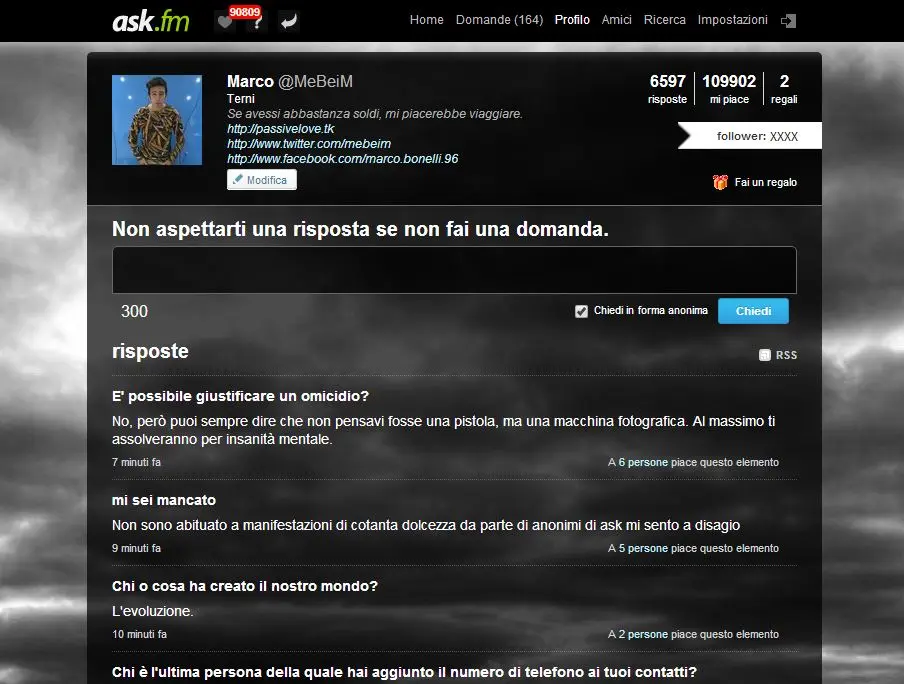 ask.fm
90809
?
Home Domande (164) Profilo Amici Ricerca Impostazioni
Marco @MeBeiM
Terni
Se avessi abbastanza soldi, mi piacerebbe viaggiare.
http://passivelove.tk
http://www.twitter.com/mebeim
http://www.facebook.com/marco.bonelli.96
Modifica
6597 109902 2
risposte mi piace regali
follower: XXXX
Fai un regalo
Non aspettarti una risposta se non fai una domanda.
300
Chiedi in forma anonima
Chiedi
risposte
RSS
E' possibile giustificare un omicidio?
No, però puoi sempre dire che non pensavi fosse una pistola, ma una macchina fotografica. Al massimo ti
assolveranno per insanità mentale.
7 minuti fa
A 6 persone piace questo elemento
mi sei mancato
Non sono abituato a manifestazioni di cotanta dolcezza da parte di anonimi di ask mi sento a disagio
9 minuti fa
A 5 persone piace questo elemento
Chi o cosa ha creato il nostro mondo?
L'evoluzione.
10 minuti fa
A 2 persone piace questo elemento
Chi è l'ultima persona della quale hai aggiunto il numero di telefono ai tuoi contatti?